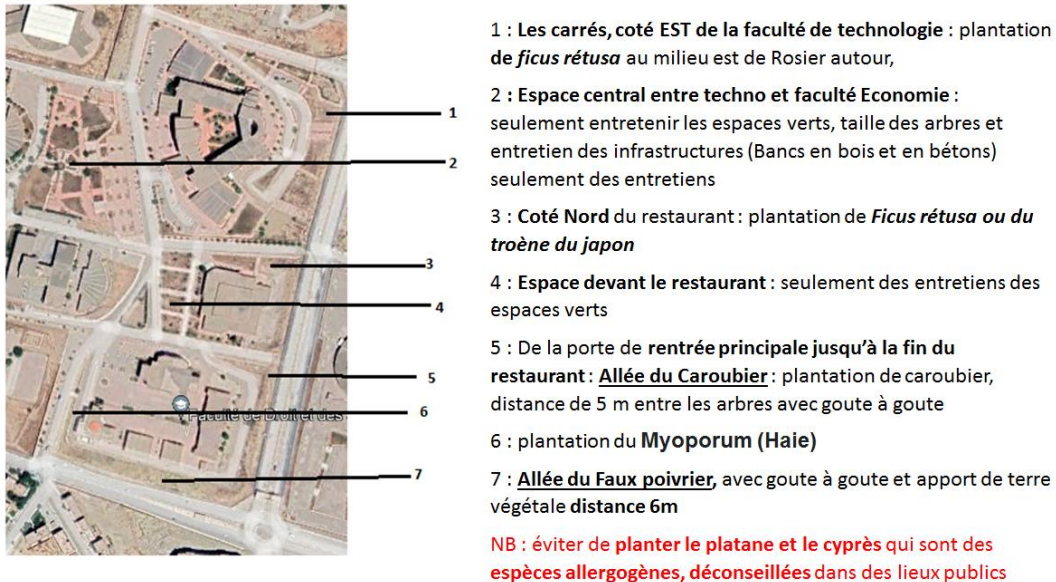 1 : Les carrés, coté EST de la faculté de technologie : plantation
de ficus rétusa au milieu est de Rosier autour,
2 : Espace central entre techno et faculté Economie :
seulement entretenir les espaces verts, taille des arbres et
entretien des infrastructures (Bancs en bois et en bétons)
seulement des entretiens
3 : Coté Nord du restaurant : plantation de Ficus rétusa ou du
troène du japon
4 : Espace devant le restaurant : seulement des entretiens des
espaces verts
5 : De la porte de rentrée principale jusqu'à la fin du
restaurant : Allée du Caroubier : plantation de caroubier,
distance de 5 m entre les arbres avec goute à goute
6 : plantation du Myoporum (Haie)
7 : Allée du Faux poivrier, avec goute à goute et apport de terre
végétale distance 6m
NB : éviter de planter le platane et le cyprès qui sont des
espèces allergogènes, déconseillées dans des lieux publics
1
2
3
4
5
6
7
Faculté de Droit et des